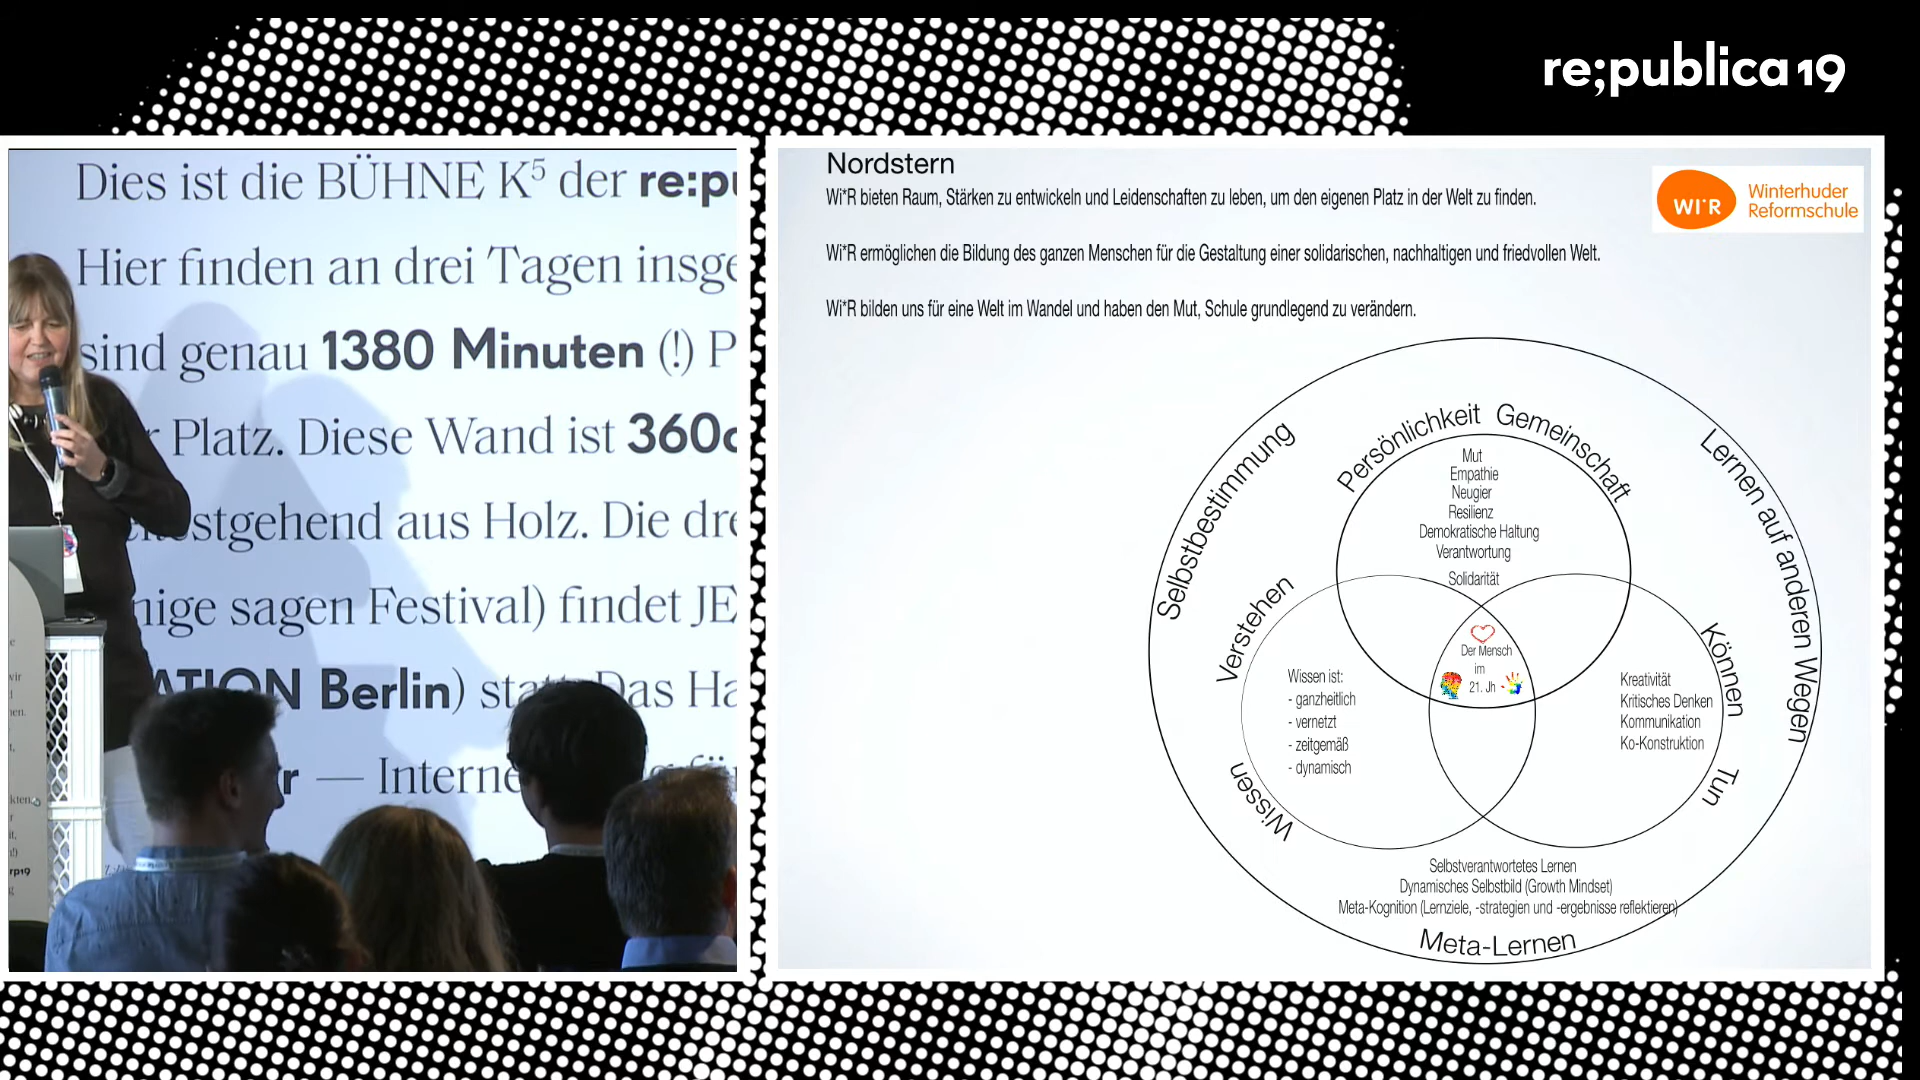 re;publica 19
Dies ist die BÜHNE K⁵ der re:pu
Hier finden an drei Tagen insge
sind genau 1380 Minuten (!) P
r Platz. Diese Wand ist 360
stgehend aus Holz. Die dre
nige sagen Festival) findet JE
ATION Berlin) Das Ha
r — Interne
rp19
Nordstern
Wi*R bieten Raum, Stärken zu entwickeln und Leidenschaften zu leben, um den eigenen Platz in der Welt zu finden.
Wi*R ermöglichen die Bildung des ganzen Menschen für die Gestaltung einer solidarischen, nachhaltigen und friedvollen Welt.
Wi*R bilden uns für eine Welt im Wandel und haben den Mut, Schule grundlegend zu verändern.
WI*R
Winterhuder
Reformschule
Selbstbestimmung
Persönlichkeit Gemeinschaft
Lernen auf anderen Wegen
Mut
Empathie
Neugier
Resilienz
Demokratische Haltung
Verantwortung
Solidarität
Verstehen
Wissen ist:
- ganzheitlich
- vernetzt
- zeitgemäß
- dynamisch
Wissen
Der Mensch
im
21. Jh
Können
Kreativität
Kritisches Denken
Kommunikation
Ko-Konstruktion
Tun
Selbstverantwortetes Lernen
Dynamisches Selbstbild (Growth Mindset)
Meta-Kognition (Lernziele, -strategien und -ergebnisse reflektieren)
Meta-Lernen